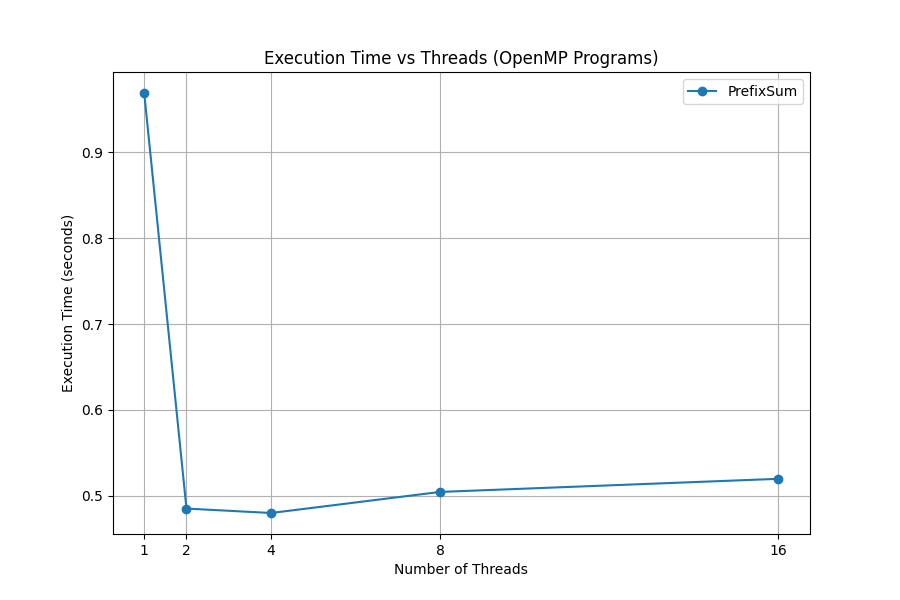 Execution Time vs Threads (OpenMP Programs)
PrefixSum
Execution Time (seconds)
0.9
0.8
0.7
0.6
0.5
1 2 4 8 16
Number of Threads